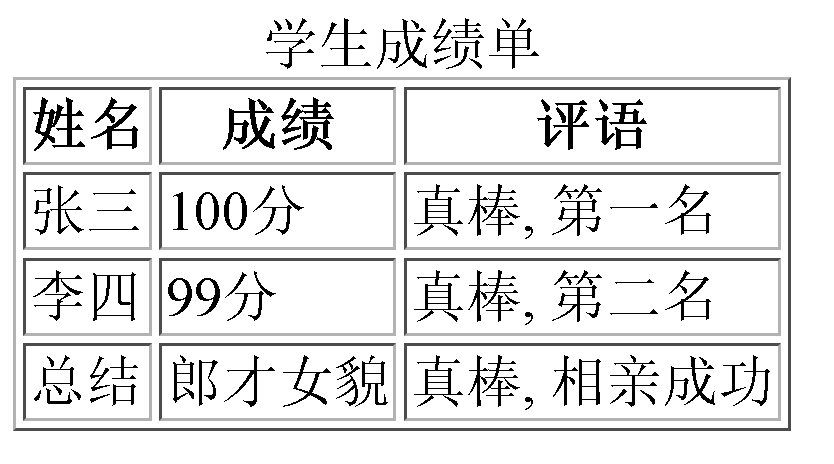 学生成绩单
姓名 成绩 评语
张三 100分 真棒, 第一名
李四 99分 真棒, 第二名
总结 郎才女貌 真棒, 相亲成功